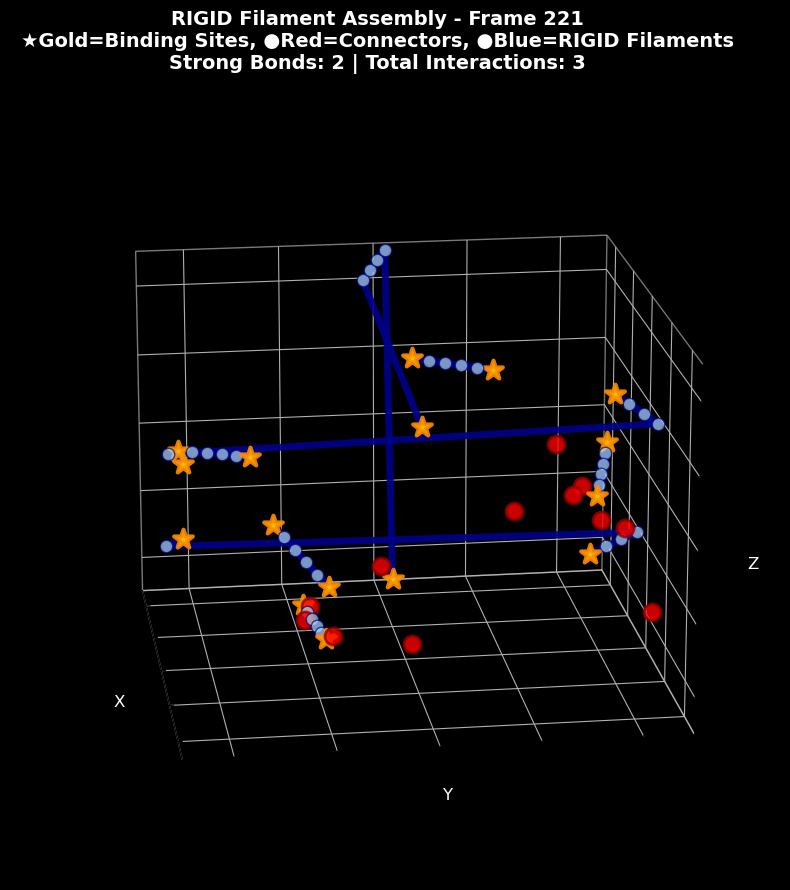 RIGID Filament Assembly - Frame 221
★Gold=Binding Sites, ●Red=Connectors, ●Blue=RIGID Filaments
Strong Bonds: 2 | Total Interactions: 3
Z
X
Y